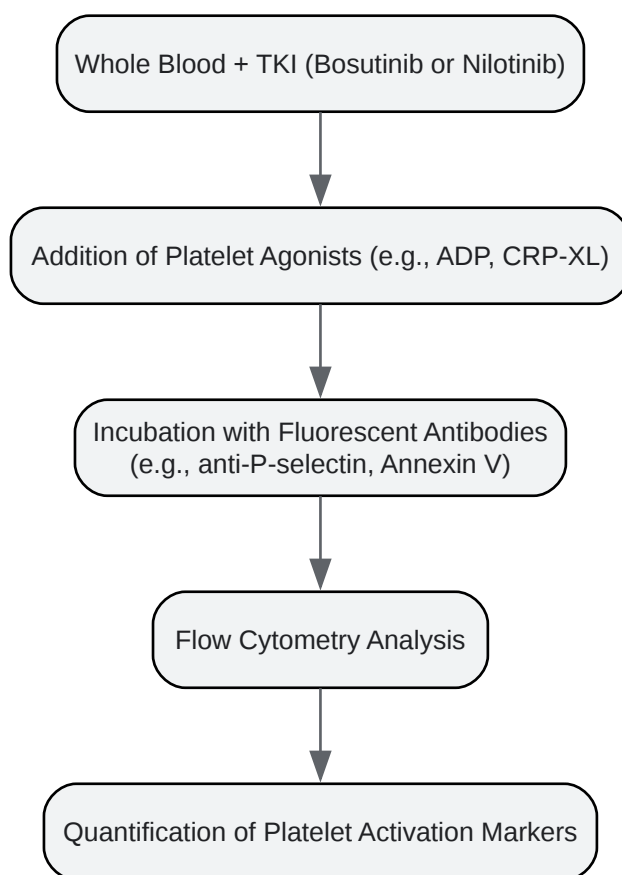 Whole Blood + TKI (Bosutinib or Nilotinib)
Addition of Platelet Agonists (e.g., ADP, CRP-XL)
Incubation with Fluorescent Antibodies
(e.g., anti-P-selectin, Annexin V)
Flow Cytometry Analysis
Quantification of Platelet Activation Markers